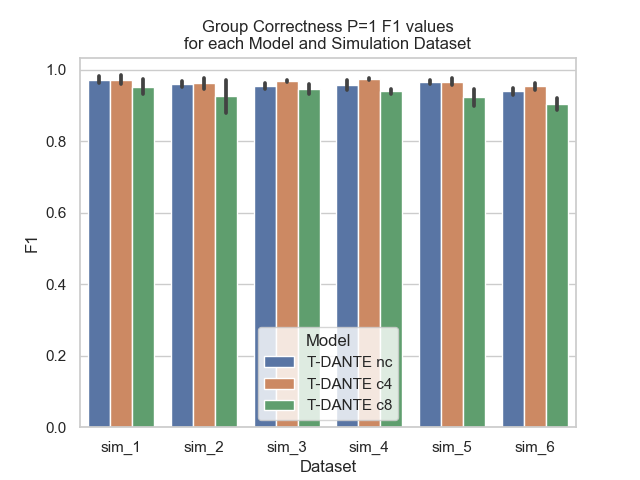 Group Correctness P=1 F1 values
for each Model and Simulation Dataset
1.0
0.8
0.6
0.4
0.2
0.0
F1
Model
T-DANTE nc
T-DANTE c4
T-DANTE c8
sim_1 sim_2 sim_3 sim_4 sim_5 sim_6
Dataset